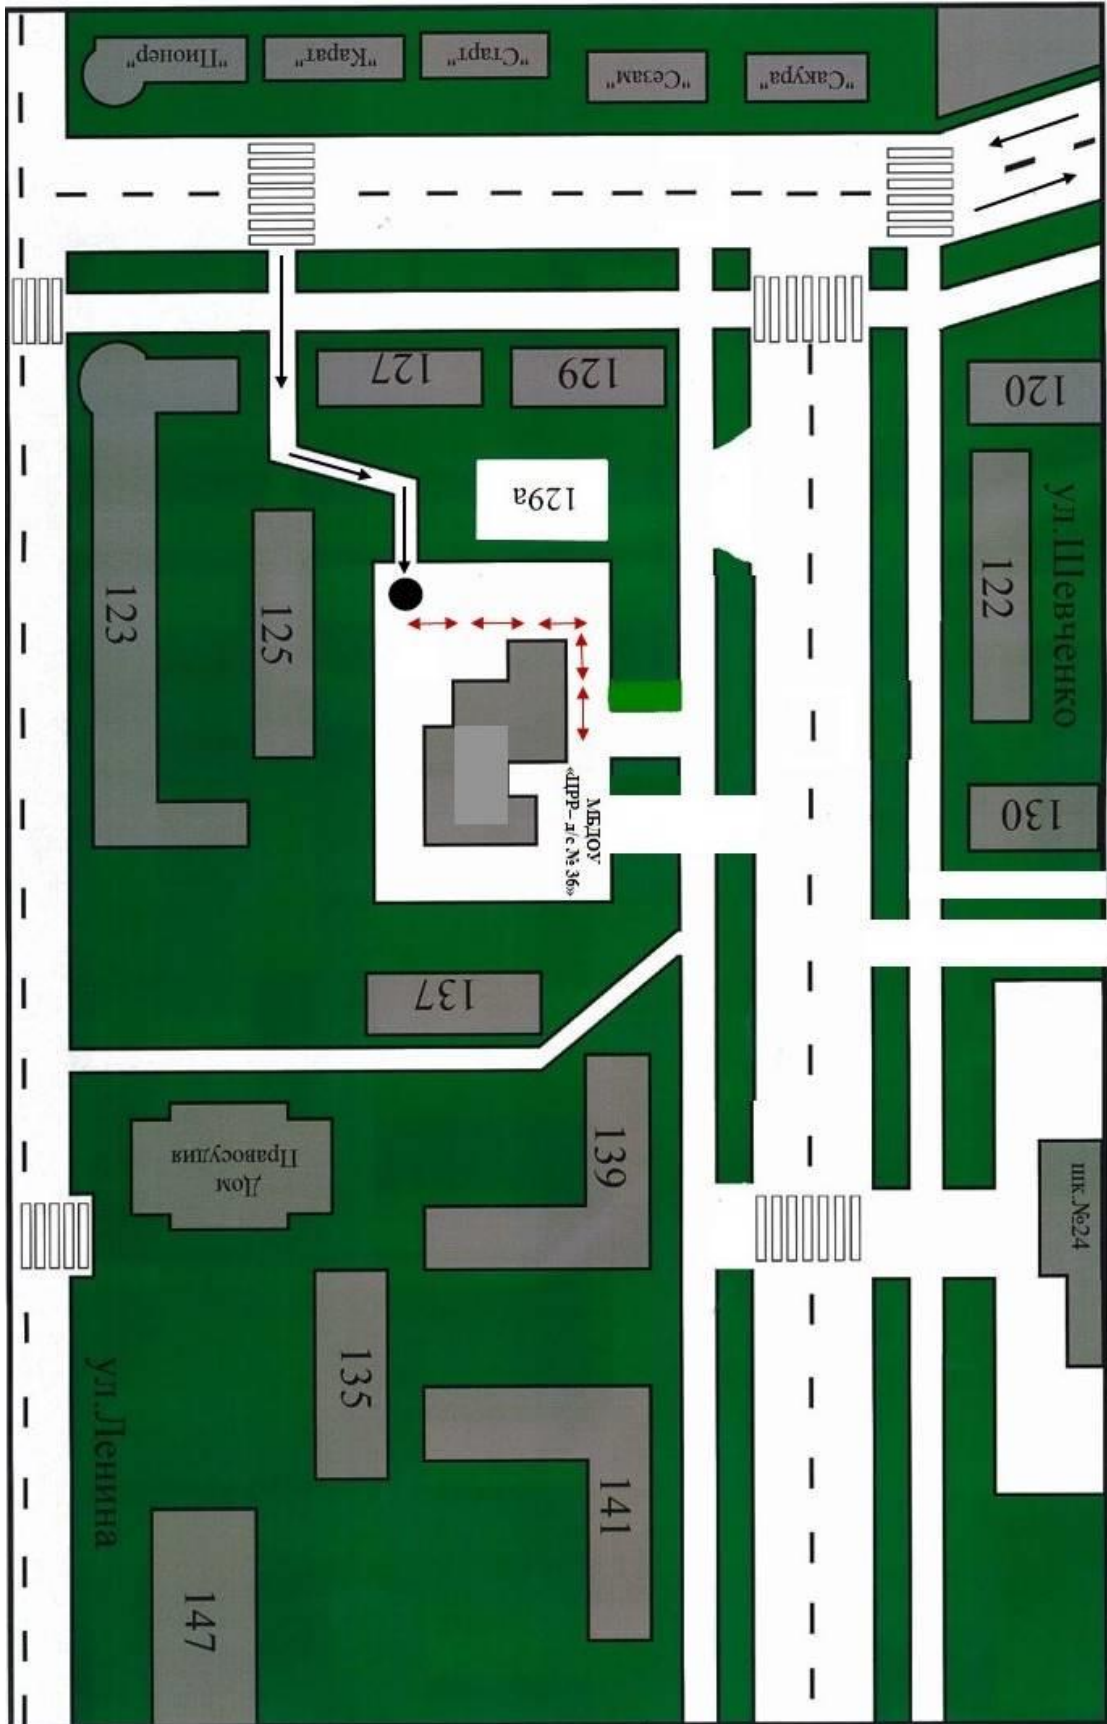 "Пионер"
"Карат"
"Старт"
"Сезам"
"Сакура"
127
129
120
129а
122
ул.Шевченко
123
125
МБДОУ
«ЦРР– д/с № 36»
130
137
139
Дом
Правосудия
шк.№24
135
141
ул.Ленина
147